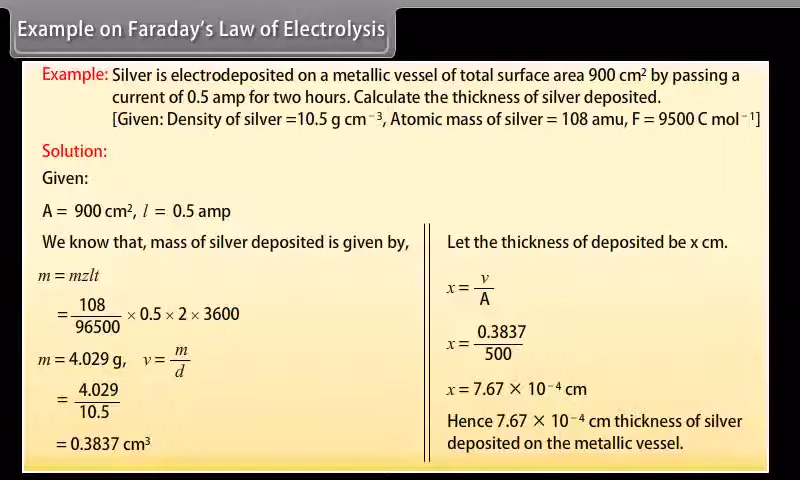 Example on Faraday's Law of Electrolysis
Example: Silver is electrodeposited on a metallic vessel of total surface area 900 cm² by passing a
current of 0.5 amp for two hours. Calculate the thickness of silver deposited.
[Given: Density of silver =10.5 g cm⁻³, Atomic mass of silver = 108 amu, F = 9500 C mol⁻¹]
Solution:
Given:
A = 900 cm², l = 0.5 amp
We know that, mass of silver deposited is given by,
m = mzlt
= 108/96500 × 0.5 × 2 × 3600
m = 4.029 g, v = m/d
= 4.029/10.5
= 0.3837 cm³
Let the thickness of deposited be x cm.
x = v/A
x = 0.3837/500
x = 7.67 × 10⁻⁴ cm
Hence 7.67 × 10⁻⁴ cm thickness of silver
deposited on the metallic vessel.